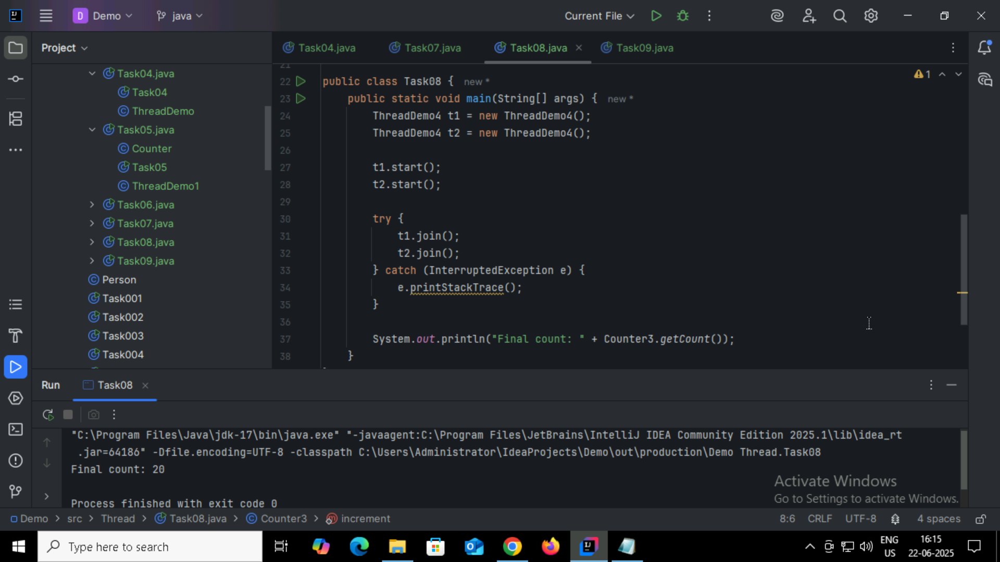 Demo
java
Current File
Project
Task04.java
Task04
ThreadDemo
Task05.java
Counter
Task05
ThreadDemo1
Task06.java
Task07.java
Task08.java
Task09.java
Person
Task001
Task002
Task003
Task004
Task04.java
Task07.java
Task08.java
Task09.java
1
21
22 public class Task08 { new *
23 public static void main(String[] args) { new *
24 ThreadDemo4 t1 = new ThreadDemo4();
25 ThreadDemo4 t2 = new ThreadDemo4();
26
27 t1.start();
28 t2.start();
29
30 try {
31 t1.join();
32 t2.join();
33 } catch (InterruptedException e) {
34 e.printStackTrace();
35 }
36
37 System.out.println("Final count: " + Counter3.getCount());
38 }
Run
Task08
"C:\Program Files\Java\jdk-17\bin\java.exe" "-javaagent:C:\Program Files\JetBrains\IntelliJ IDEA Community Edition 2025.1\lib\idea_rt
.jar=64186" -Dfile.encoding=UTF-8 -classpath C:\Users\Administrator\IdeaProjects\Demo\out\production\Demo Thread.Task08
Final count: 20
Process finished with exit code 0
Activate Windows
Go to Settings to activate Windows.
Demo > src > Thread > Task08.java > Counter3 > increment
8:6 CRLF UTF-8 4 spaces
Type here to search
ENG
US
16:15
22-06-2025